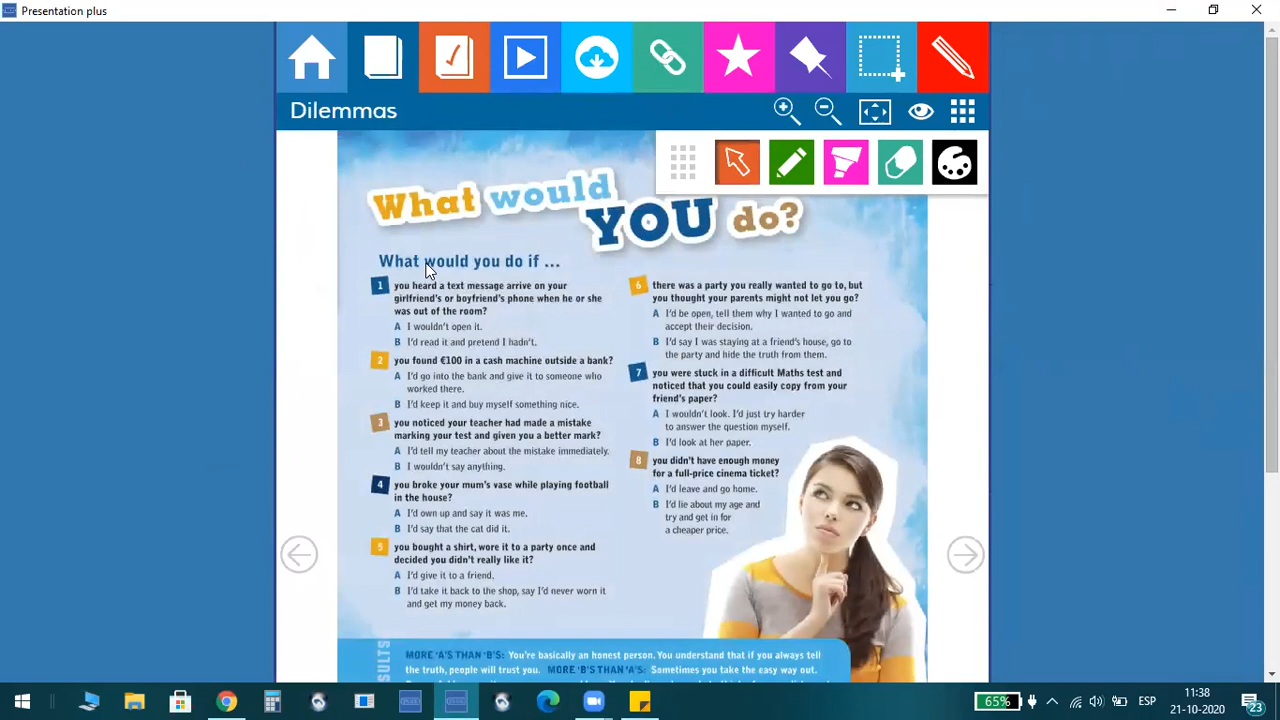 Presentation plus
Dilemmas
What would YOU do?
What would you do if ...
1 you heard a text message arrive on your
girlfriend's or boyfriend's phone when he or she
was out of the room?
A I wouldn't open it.
B I'd read it and pretend I hadn't.
2 you found €100 in a cash machine outside a bank?
A I'd go into the bank and give it to someone who
worked there.
B I'd keep it and buy myself something nice.
3 you noticed your teacher had made a mistake
marking your test and given you a better mark?
A I'd tell my teacher about the mistake immediately.
B I wouldn't say anything.
4 you broke your mum's vase while playing football
in the house?
A I'd own up and say it was me.
B I'd say that the cat did it.
5 you bought a shirt, wore it to a party once and
decided you didn't really like it?
A I'd give it to a friend.
B I'd take it back to the shop, say I'd never worn it
and get my money back.
6 there was a party you really wanted to go to, but
you thought your parents might not let you go?
A I'd be open, tell them why I wanted to go and
accept their decision.
B I'd say I was staying at a friend's house, go to
the party and hide the truth from them.
7 you were stuck in a difficult Maths test and
noticed that you could easily copy from your
friend's paper?
A I wouldn't look. I'd just try harder
to answer the question myself.
B I'd look at her paper.
8 you didn't have enough money
for a full-price cinema ticket?
A I'd leave and go home.
B I'd lie about my age and
try and get in for
a cheaper price.
MORE 'A'S THAN 'B'S: You're basically an honest person. You understand that if you always tell
the truth, people will trust you. MORE 'B'S THAN 'A'S: Sometimes you take the easy way out.
65%
ESP
11:38
21-10-2020
23